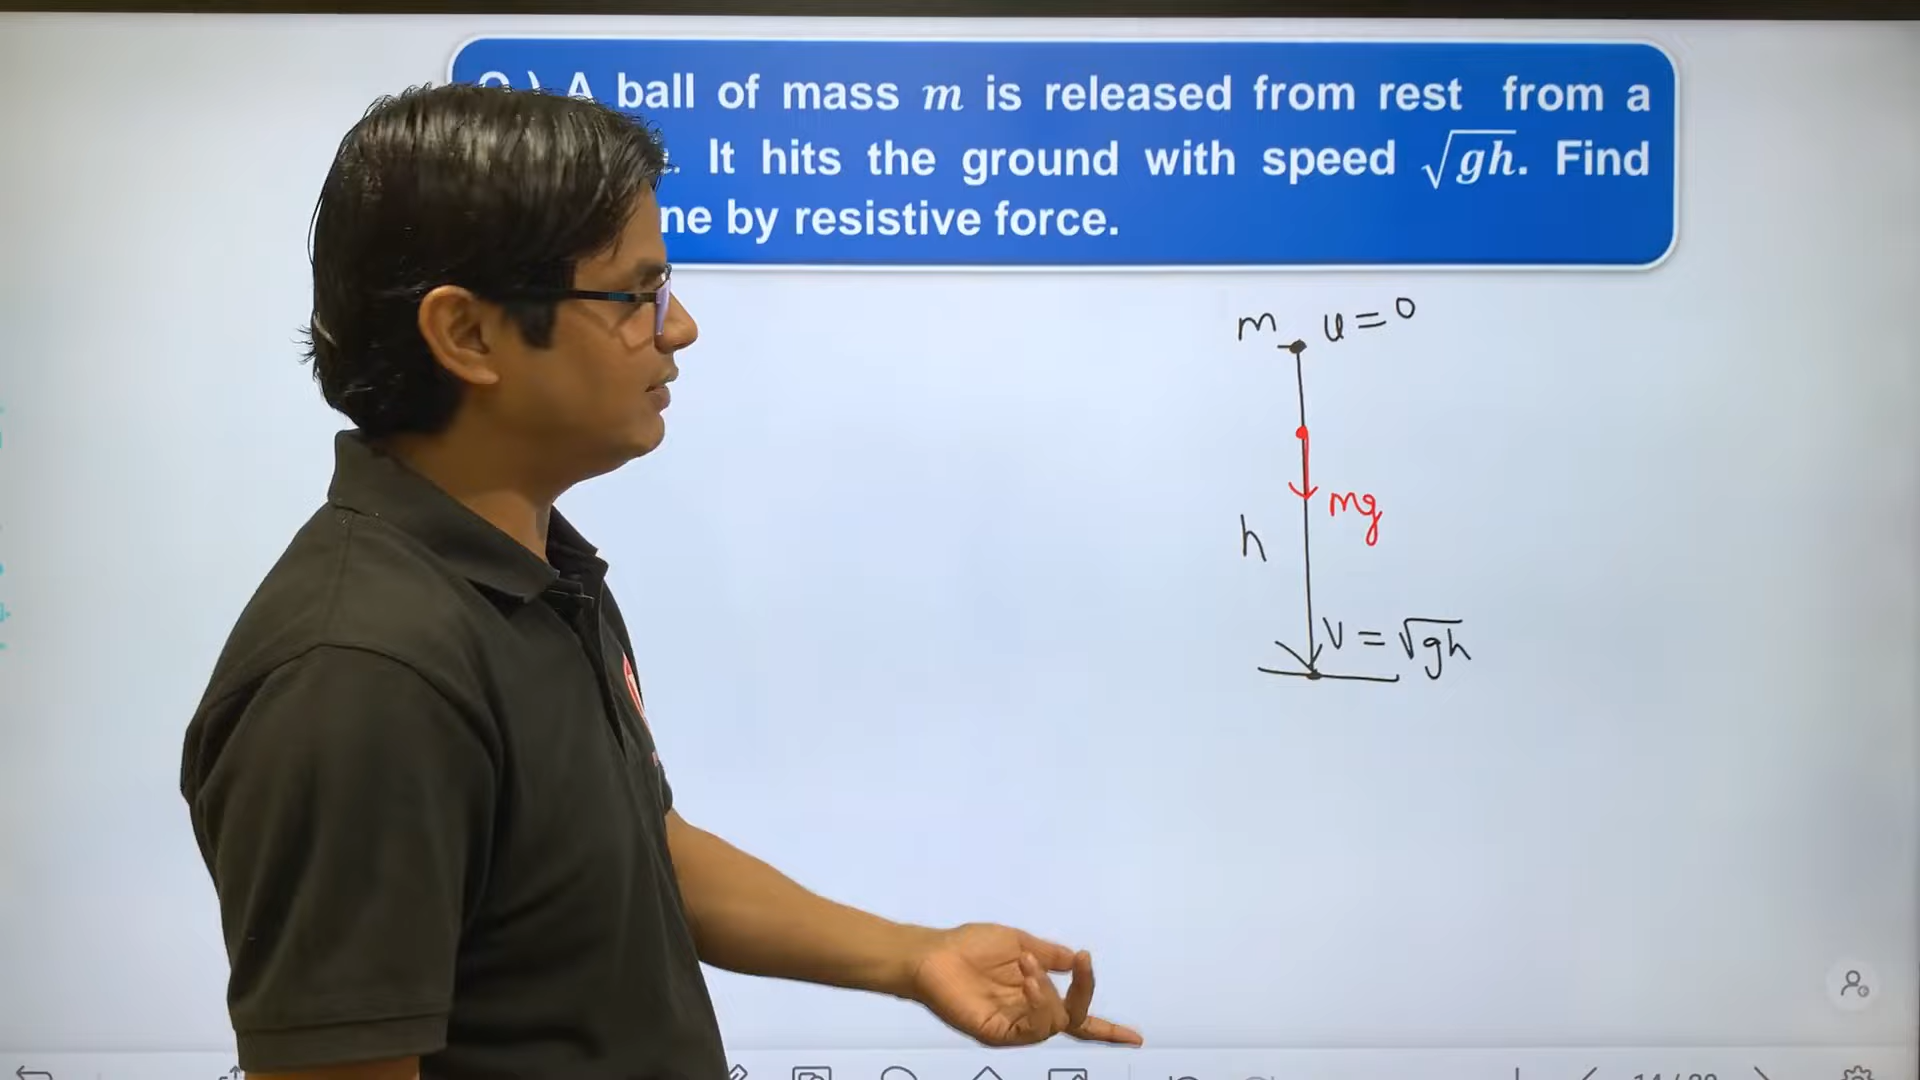 A ball of mass m is released from rest from a
It hits the ground with speed √gh. Find
by resistive force.
m u=0
mg
h
V = √gh